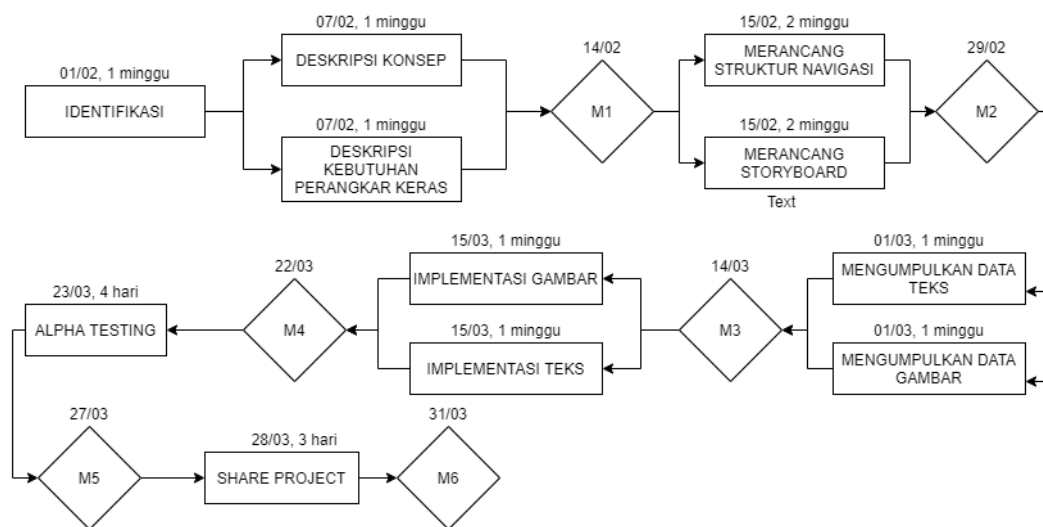 01/02, 1 minggu
IDENTIFIKASI
07/02, 1 minggu
DESKRIPSI KONSEP
07/02, 1 minggu
DESKRIPSI
KEBUTUHAN
PERANGKAR KERAS
14/02
M1
15/02, 2 minggu
MERANCANG
STRUKTUR NAVIGASI
15/02, 2 minggu
MERANCANG
STORYBOARD
Text
29/02
M2
01/03, 1 minggu
MENGUMPULKAN DATA
TEKS
01/03, 1 minggu
MENGUMPULKAN DATA
GAMBAR
14/03
M3
15/03, 1 minggu
IMPLEMENTASI GAMBAR
15/03, 1 minggu
IMPLEMENTASI TEKS
22/03
M4
23/03, 4 hari
ALPHA TESTING
27/03
M5
28/03, 3 hari
SHARE PROJECT
31/03
M6